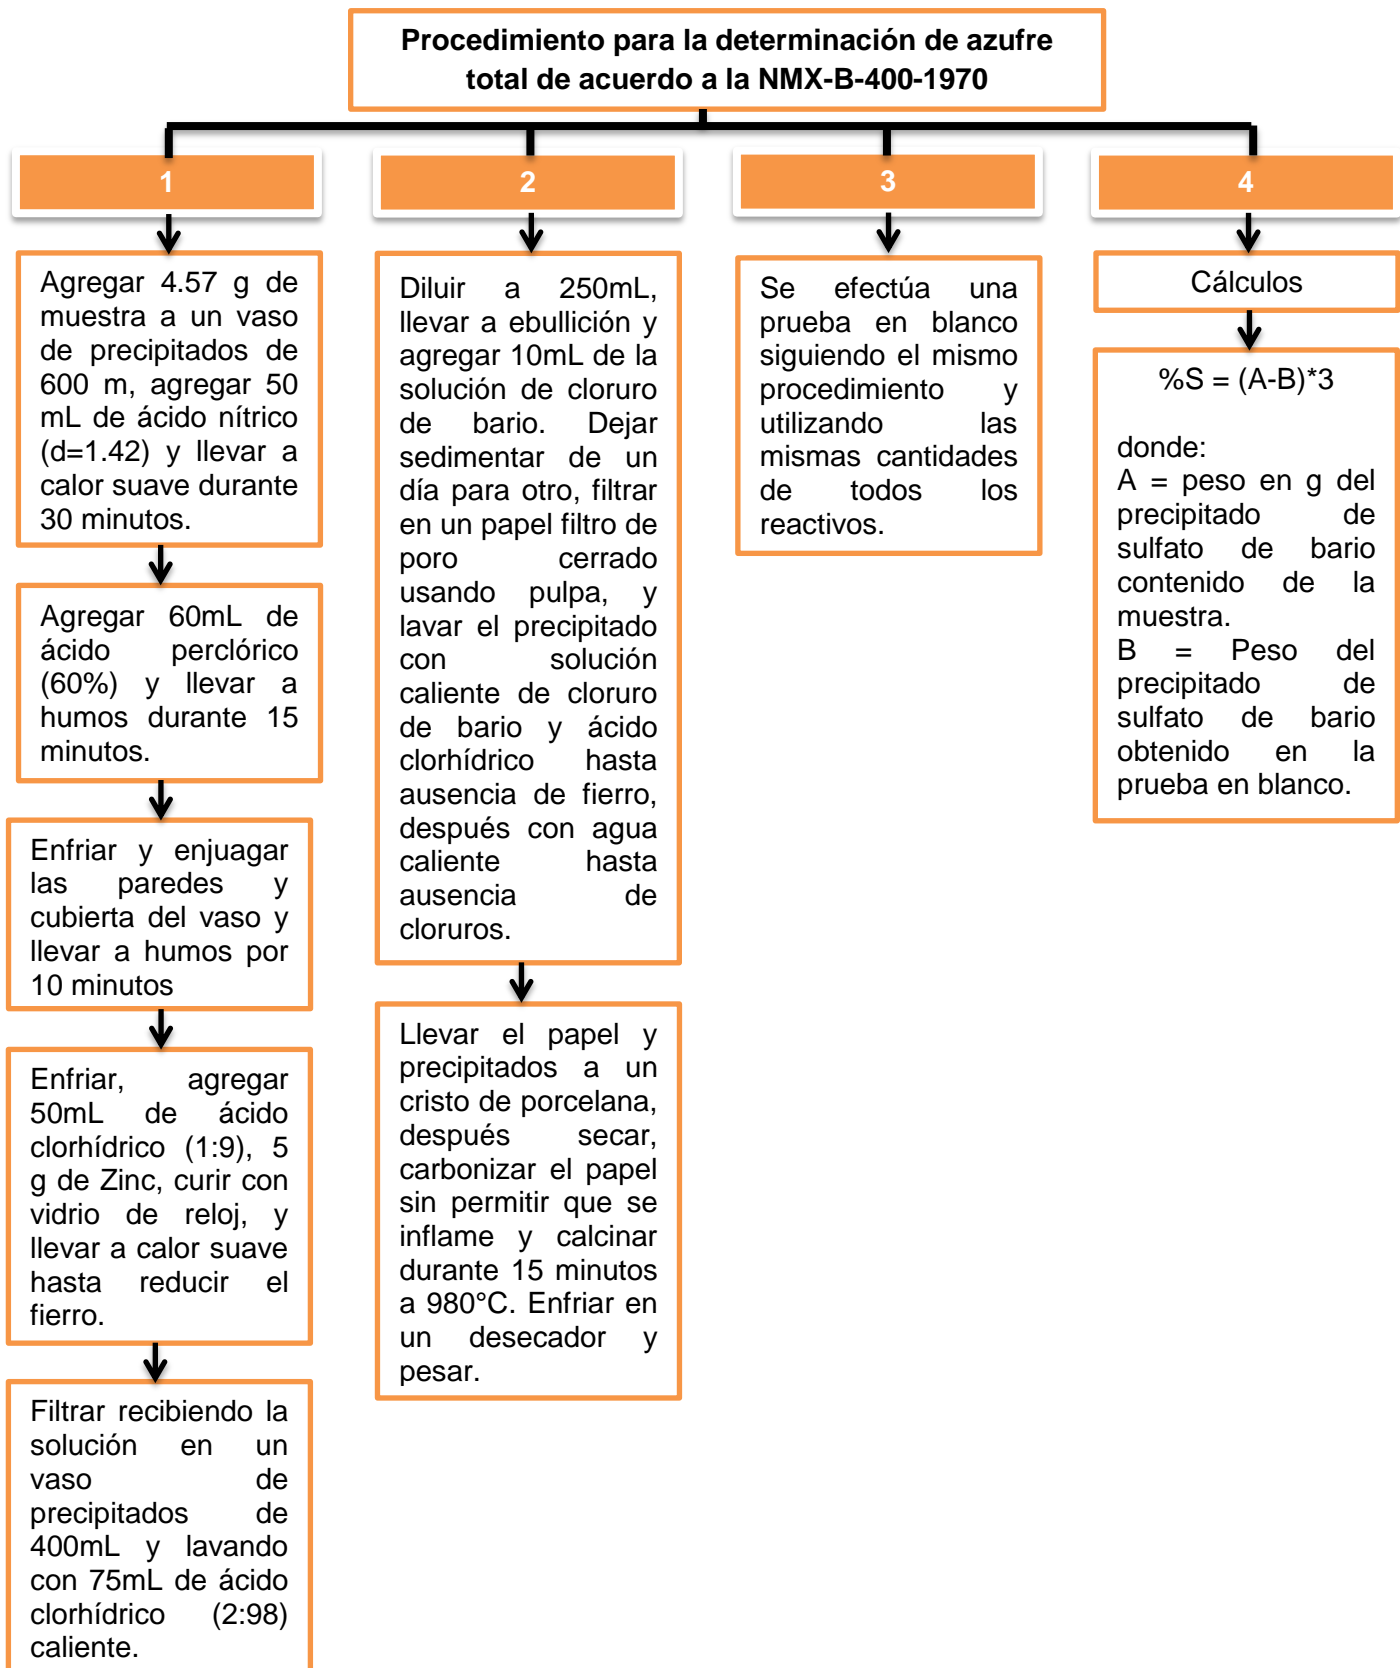 Procedimiento para la determinación de azufre
total de acuerdo a la NMX-B-400-1970
1
Agregar 4.57 g de
muestra a un vaso
de precipitados de
600 m, agregar 50
mL de ácido nítrico
(d=1.42) y llevar a
calor suave durante
30 minutos.
Agregar 60mL de
ácido perclórico
(60%) y llevar a
humos durante 15
minutos.
Enfriar y enjuagar
las paredes y
cubierta del vaso y
llevar a humos por
10 minutos
Enfriar, agregar
50mL de ácido
clorhídrico (1:9), 5
g de Zinc, curir con
vidrio de reloj, y
llevar a calor suave
hasta reducir el
fierro.
Filtrar recibiendo la
solución en un
vaso de
precipitados de
400mL y lavando
con 75mL de ácido
clorhídrico (2:98)
caliente.
2
Diluir a 250mL,
llevar a ebullición y
agregar 10mL de la
solución de cloruro
de bario. Dejar
sedimentar de un
día para otro, filtrar
en un papel filtro de
poro cerrado
usando pulpa, y
lavar el precipitado
con solución
caliente de cloruro
de bario y ácido
clorhídrico hasta
ausencia de fierro,
después con agua
caliente hasta
ausencia de
cloruros.
Llevar el papel y
precipitados a un
cristo de porcelana,
después secar,
carbonizar el papel
sin permitir que se
inflame y calcinar
durante 15 minutos
a 980°C. Enfriar en
un desecador y
pesar.
3
Se efectúa una
prueba en blanco
siguiendo el mismo
procedimiento y
utilizando las
mismas cantidades
de todos los
reactivos.
4
Cálculos
%S = (A-B)*3
donde:
A = peso en g del
precipitado de
sulfato de bario
contenido de la
muestra.
B = Peso del
precipitado de
sulfato de bario
obtenido en la
prueba en blanco.